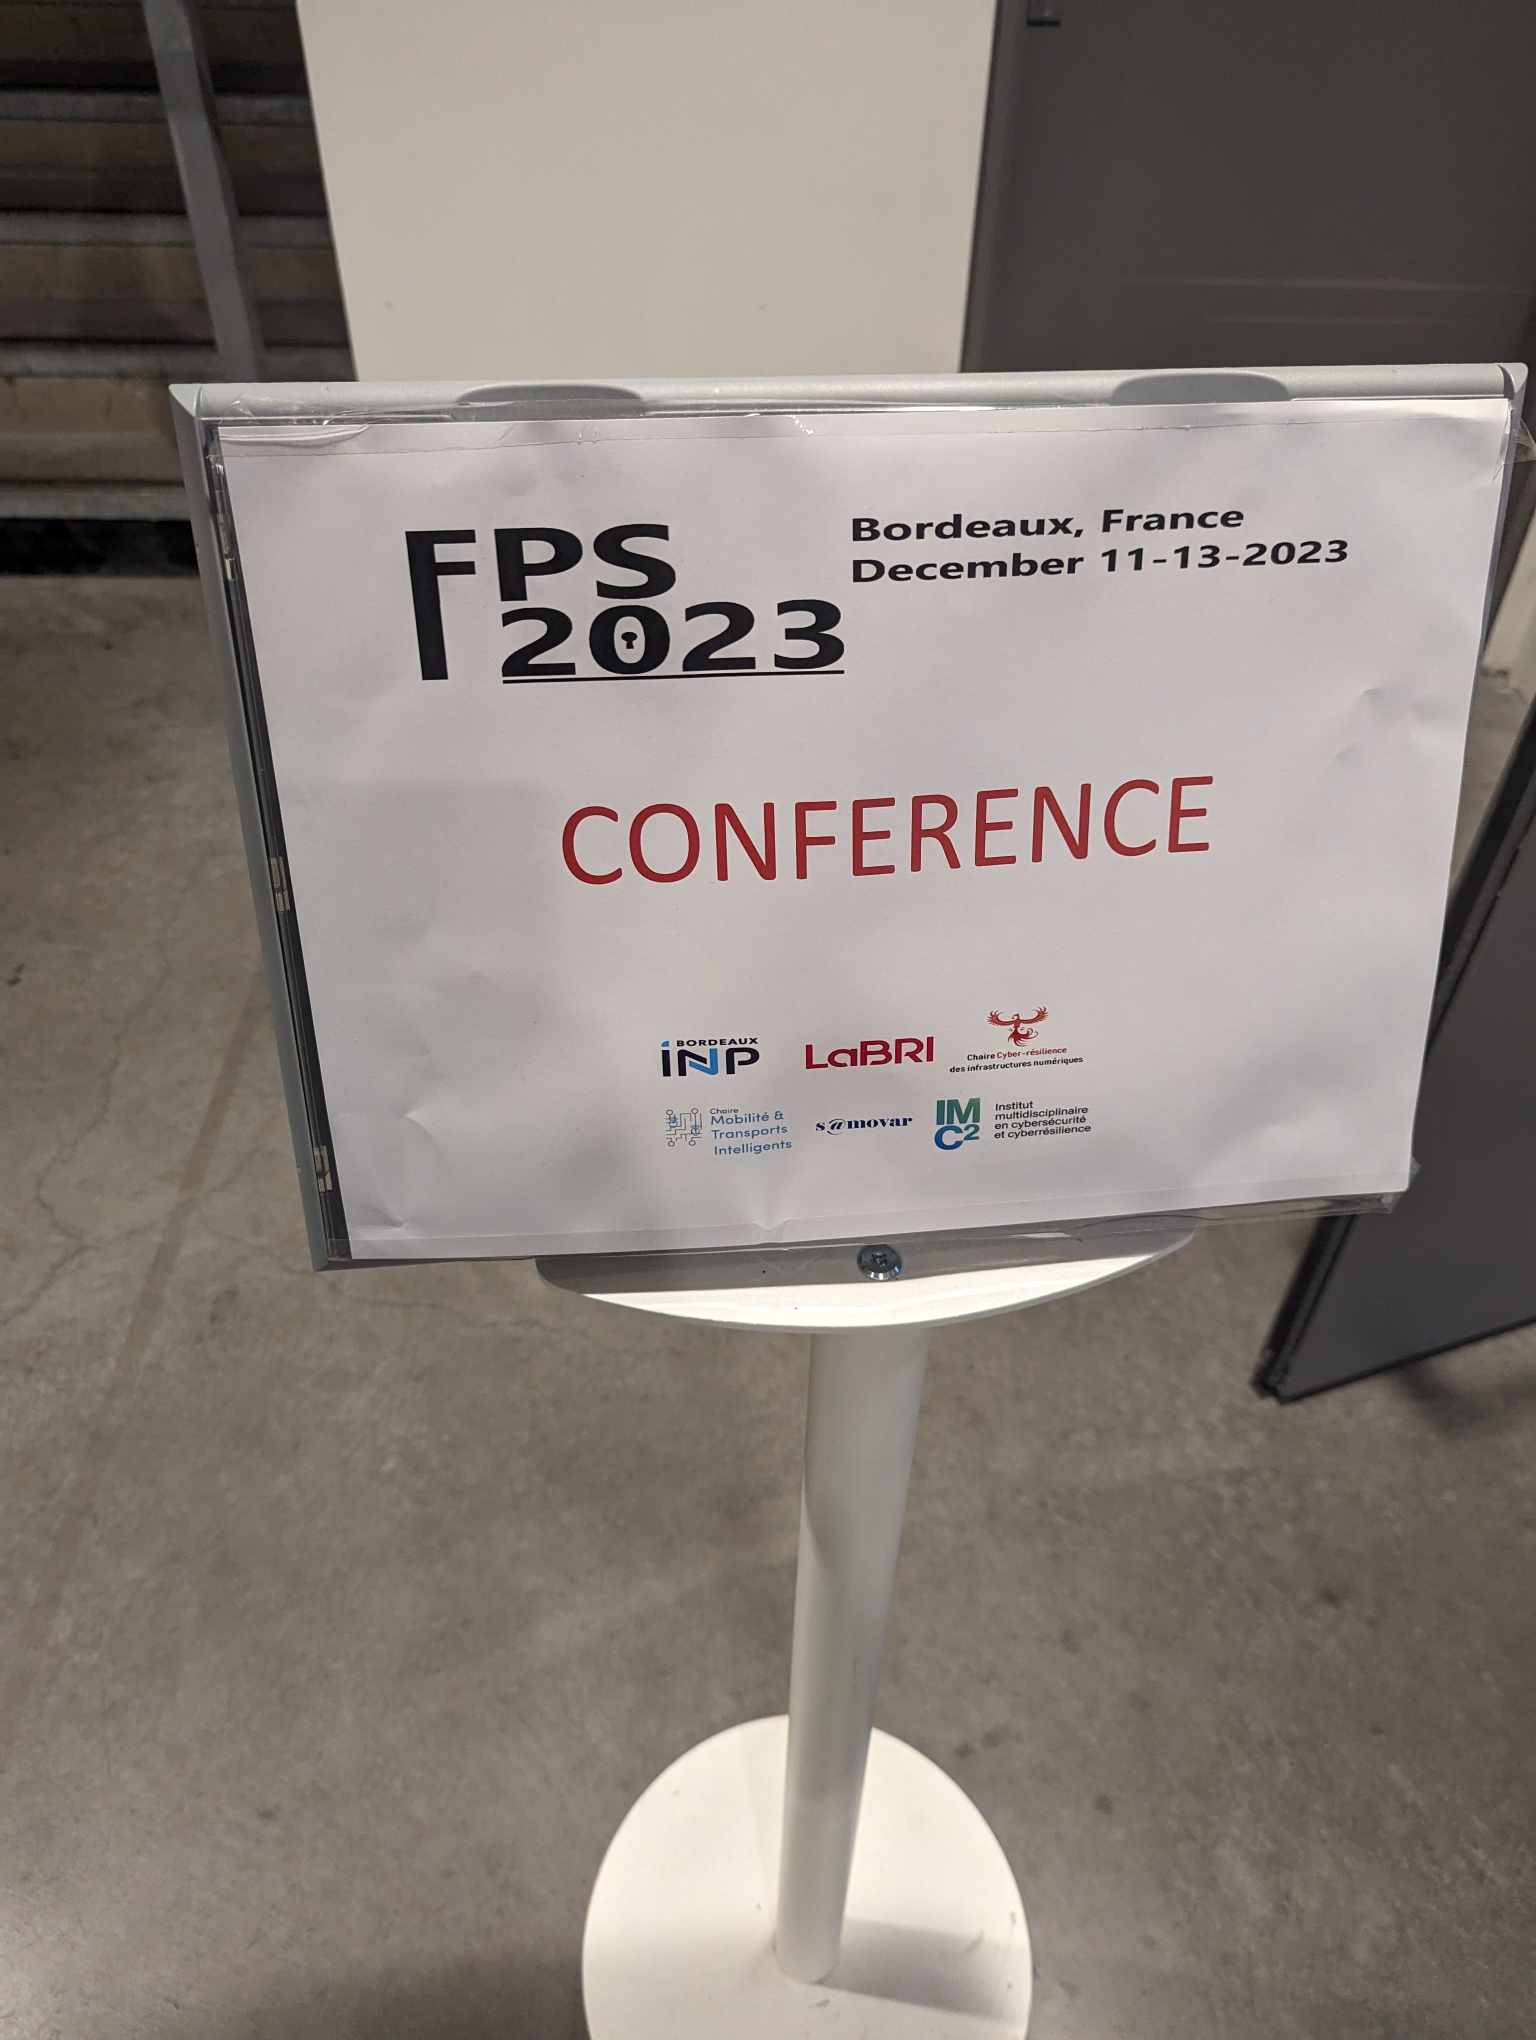 FPS
2023
Bordeaux, France
December 11-13-2023
CONFERENCE
BORDEAUX
INP
LaBRI
Chaire Cyber-résilience
des infrastructures numériques
Chaire
Mobilité &
Transports
Intelligents
s@movar
IM
C2
Institut
multidisciplinaire
en cybersécurité
et cyberrésilience